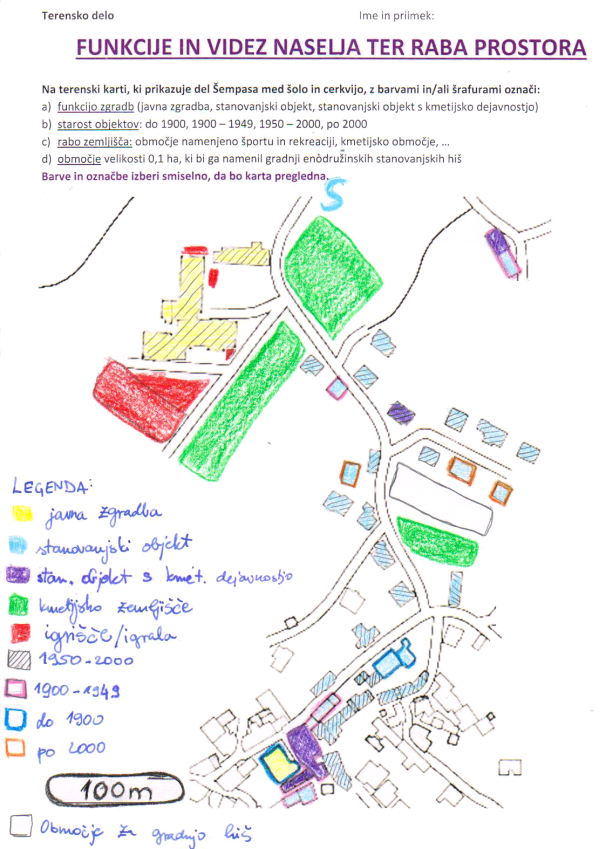 Terensko delo Ime in priimek:
FUNKCIJE IN VIDEZ NASELJA TER RABA PROSTORA
Na terenski karti, ki prikazuje del Šempasa med šolo in cerkvijo, z barvami in/ali šrafurami označi:
a) funkcijo zgradb (javna zgradba, stanovanjski objekt, stanovanjski objekt s kmetijsko dejavnostjo)
b) starost objektov: do 1900, 1900 – 1949, 1950 – 2000, po 2000
c) rabo zemljišča: območje namenjeno športu in rekreaciji, kmetijsko območje, ...
d) območje velikosti 0,1 ha, ki bi ga namenil gradnji enodružinskih stanovanjskih hiš
Barve in označbe izberi smiselno, da bo karta pregledna.
S
LEGENDA:
javna zgradba
stanovanjski objekt
stan. objekt s kmet. dejavnostjo
kmetijsko zemljišče
igrišče/igrala
1950-2000
1900-1949
do 1900
po 2000
100m
Območje za gradnjo hiš